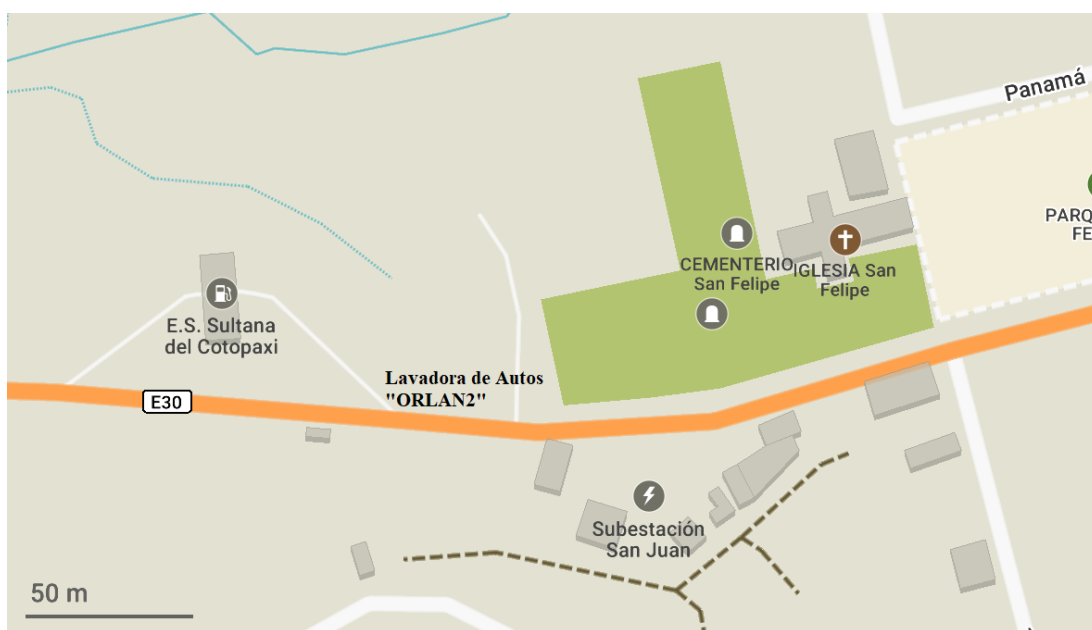 Panamá
PARQ
FE
CEMENTERIO
San Felipe
IGLESIA San
Felipe
E.S. Sultana
del Cotopaxi
Lavadora de Autos
"ORLAN2"
E30
Subestación
San Juan
50 m